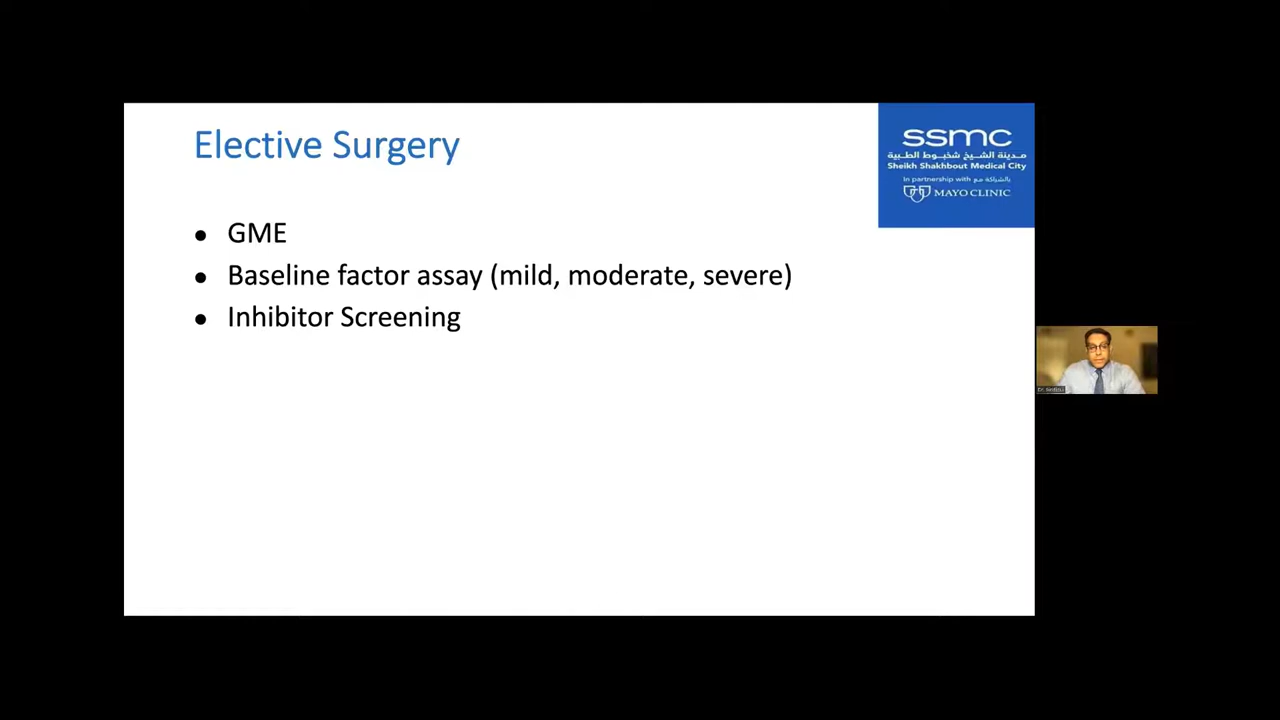 Elective Surgery
ssmc
مدينة الشيخ شخبوط الطبية
Sheikh Shakhbout Medical City
In partnership with بالشراكة مع
MAYO CLINIC
• GME
• Baseline factor assay (mild, moderate, severe)
• Inhibitor Screening